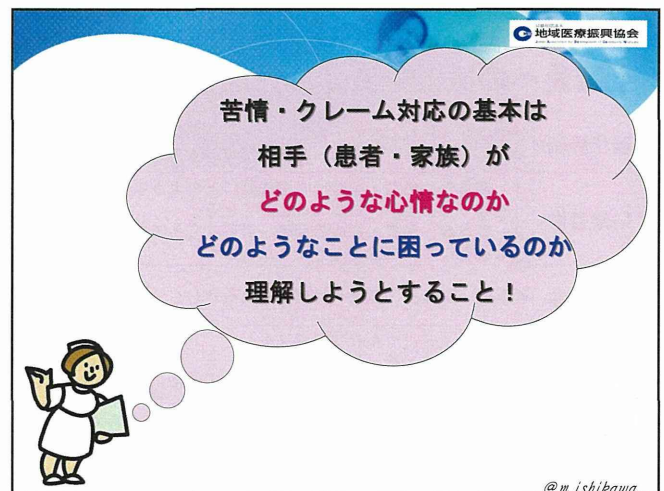 地域医療振興協会
苦情・クレーム対応の基本は
相手（患者・家族）が
どのような心情なのか
どのようなことに困っているのか
理解しようとすること！
@m.ishikawa